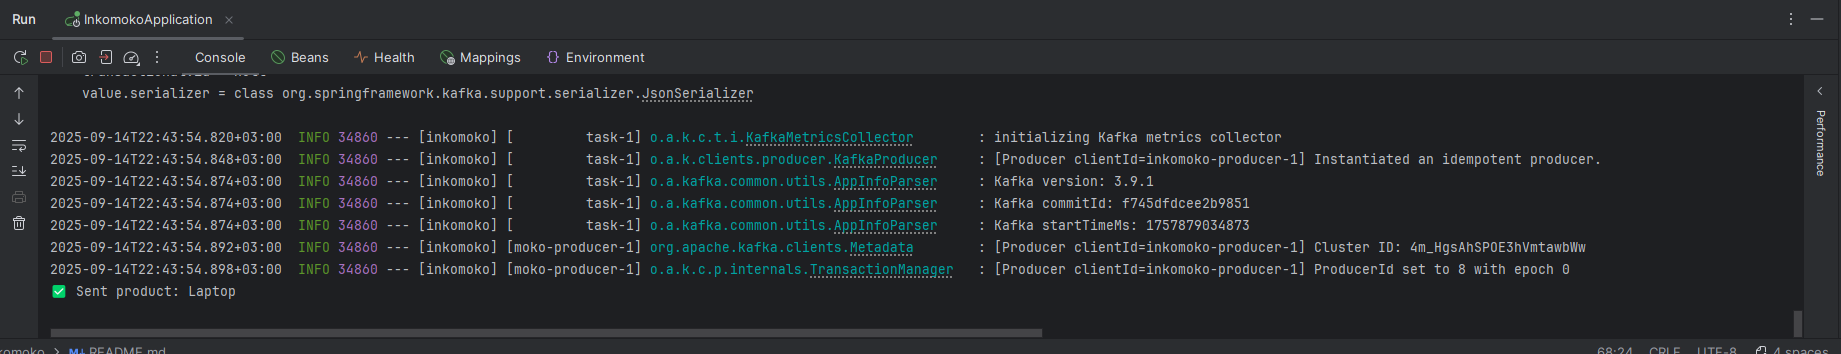 Run InkomokoApplication
Console Beans Health Mappings Environment
value.serializer = class org.springframework.kafka.support.serializer.JsonSerializer
2025-09-14T22:43:54.820+03:00  INFO 34860 --- [inkomoko] [         task-1] o.a.k.c.t.i.KafkaMetricsCollector        : initializing Kafka metrics collector
2025-09-14T22:43:54.848+03:00  INFO 34860 --- [inkomoko] [         task-1] o.a.k.clients.producer.KafkaProducer     : [Producer clientId=inkomoko-producer-1] Instantiated an idempotent producer.
2025-09-14T22:43:54.874+03:00  INFO 34860 --- [inkomoko] [         task-1] o.a.kafka.common.utils.AppInfoParser     : Kafka version: 3.9.1
2025-09-14T22:43:54.874+03:00  INFO 34860 --- [inkomoko] [         task-1] o.a.kafka.common.utils.AppInfoParser     : Kafka commitId: f745dfdcee2b9851
2025-09-14T22:43:54.874+03:00  INFO 34860 --- [inkomoko] [         task-1] o.a.kafka.common.utils.AppInfoParser     : Kafka startTimeMs: 1757879034873
2025-09-14T22:43:54.892+03:00  INFO 34860 --- [inkomoko] [moko-producer-1] org.apache.kafka.clients.Metadata        : [Producer clientId=inkomoko-producer-1] Cluster ID: 4m_HgsAhSPOE3hVmtawbWw
2025-09-14T22:43:54.898+03:00  INFO 34860 --- [inkomoko] [moko-producer-1] o.a.k.c.p.internals.TransactionManager   : [Producer clientId=inkomoko-producer-1] ProducerId set to 8 with epoch 0
✅ Sent product: Laptop
Performance
README.md 68:24 CRLF UTF-8 4 spaces